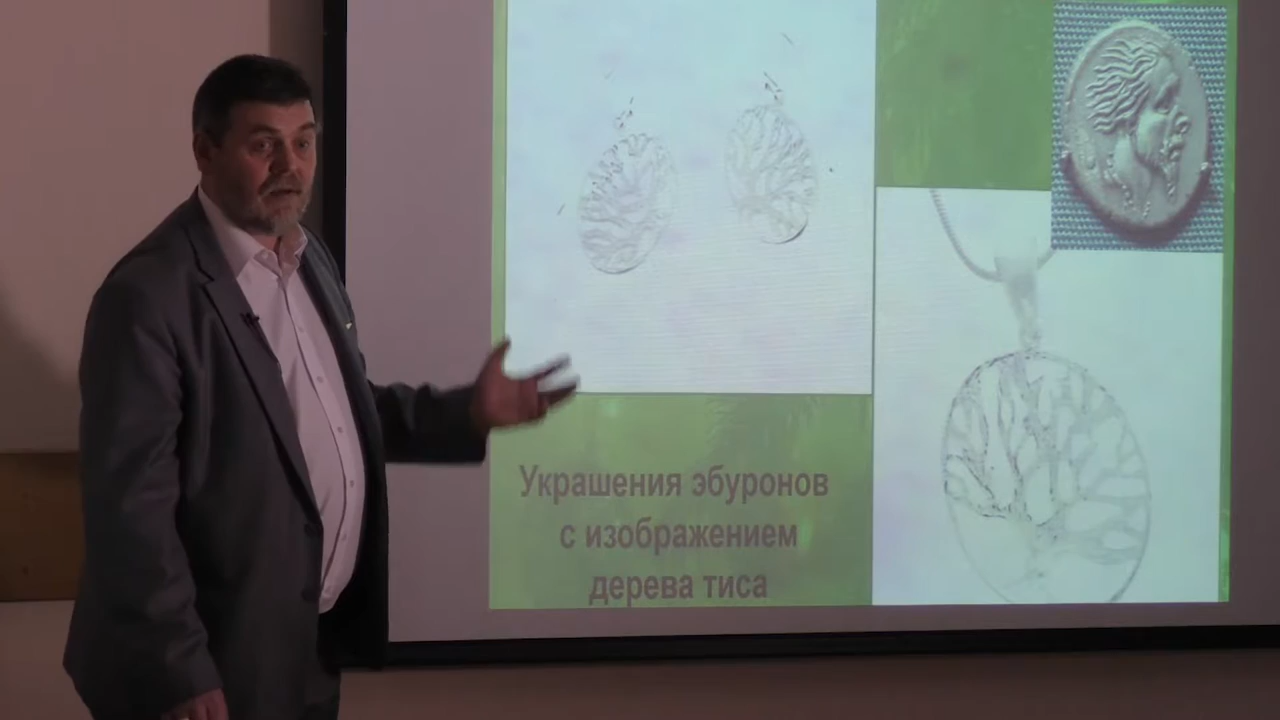 Украшения эбуронов
с изображением
дерева тиса